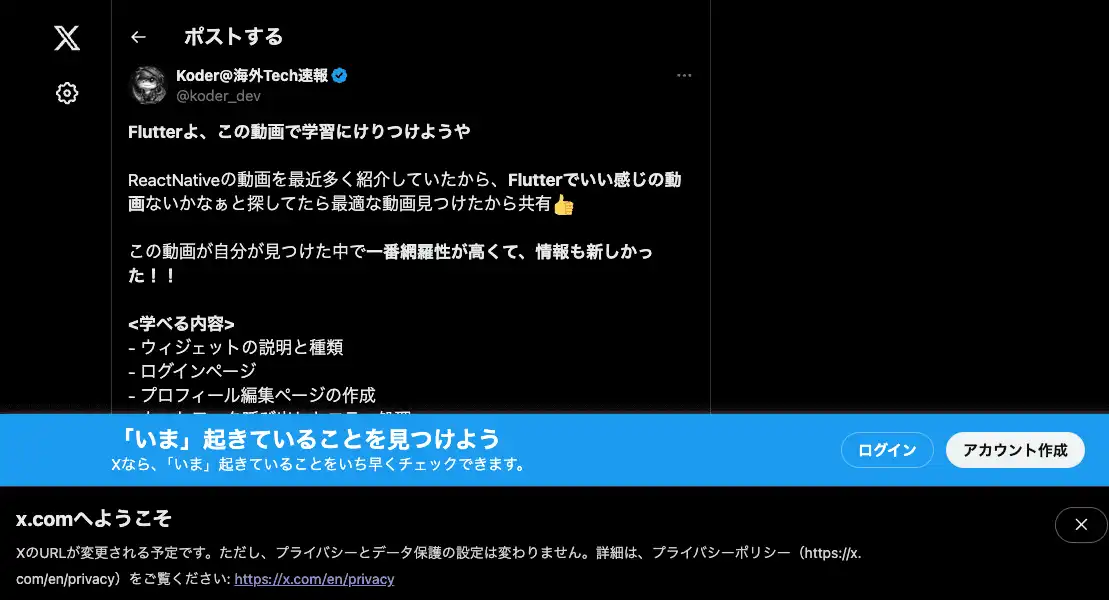 ポストする
Koder@海外Tech速報
@koder_dev
Flutterよ、この動画で学習にけりつけようや
ReactNativeの動画を最近多く紹介していたから、Flutterでいい感じの動
画ないかなぁと探してたら最適な動画見つけたから共有👍
この動画が自分が見つけた中で一番網羅性が高くて、情報も新しかっ
た！！
<学べる内容>
- ウィジェットの説明と種類
- ログインページ
- プロフィール編集ページの作成
「いま」起きていることを見つけよう
Xなら、「いま」起きていることをいち早くチェックできます。
ログイン
アカウント作成
x.comへようこそ
XのURLが変更される予定です。ただし、プライバシーとデータ保護の設定は変わりません。詳細は、プライバシーポリシー（https://x.
com/en/privacy）をご覧ください: https://x.com/en/privacy